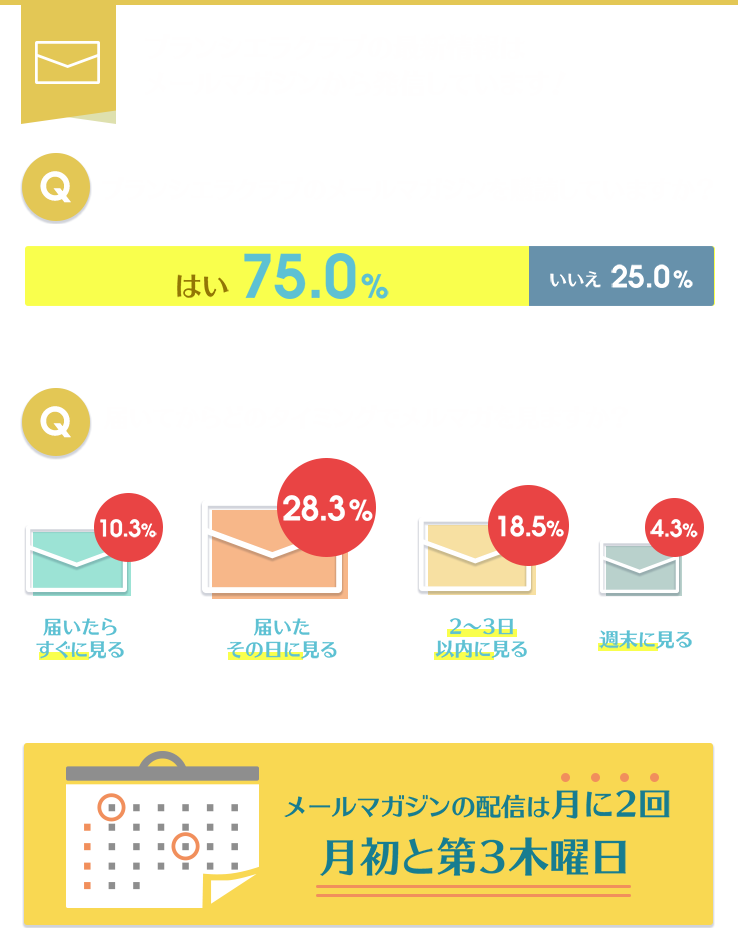 Q
はい 75.0%
いいえ 25.0%
Q
10.3%
届いたら
すぐに見る
28.3%
届いた
その日に見る
18.5%
2〜3日
以内に見る
4.3%
週末に見る
メールマガジンの配信は月に2回
月初と第3木曜日